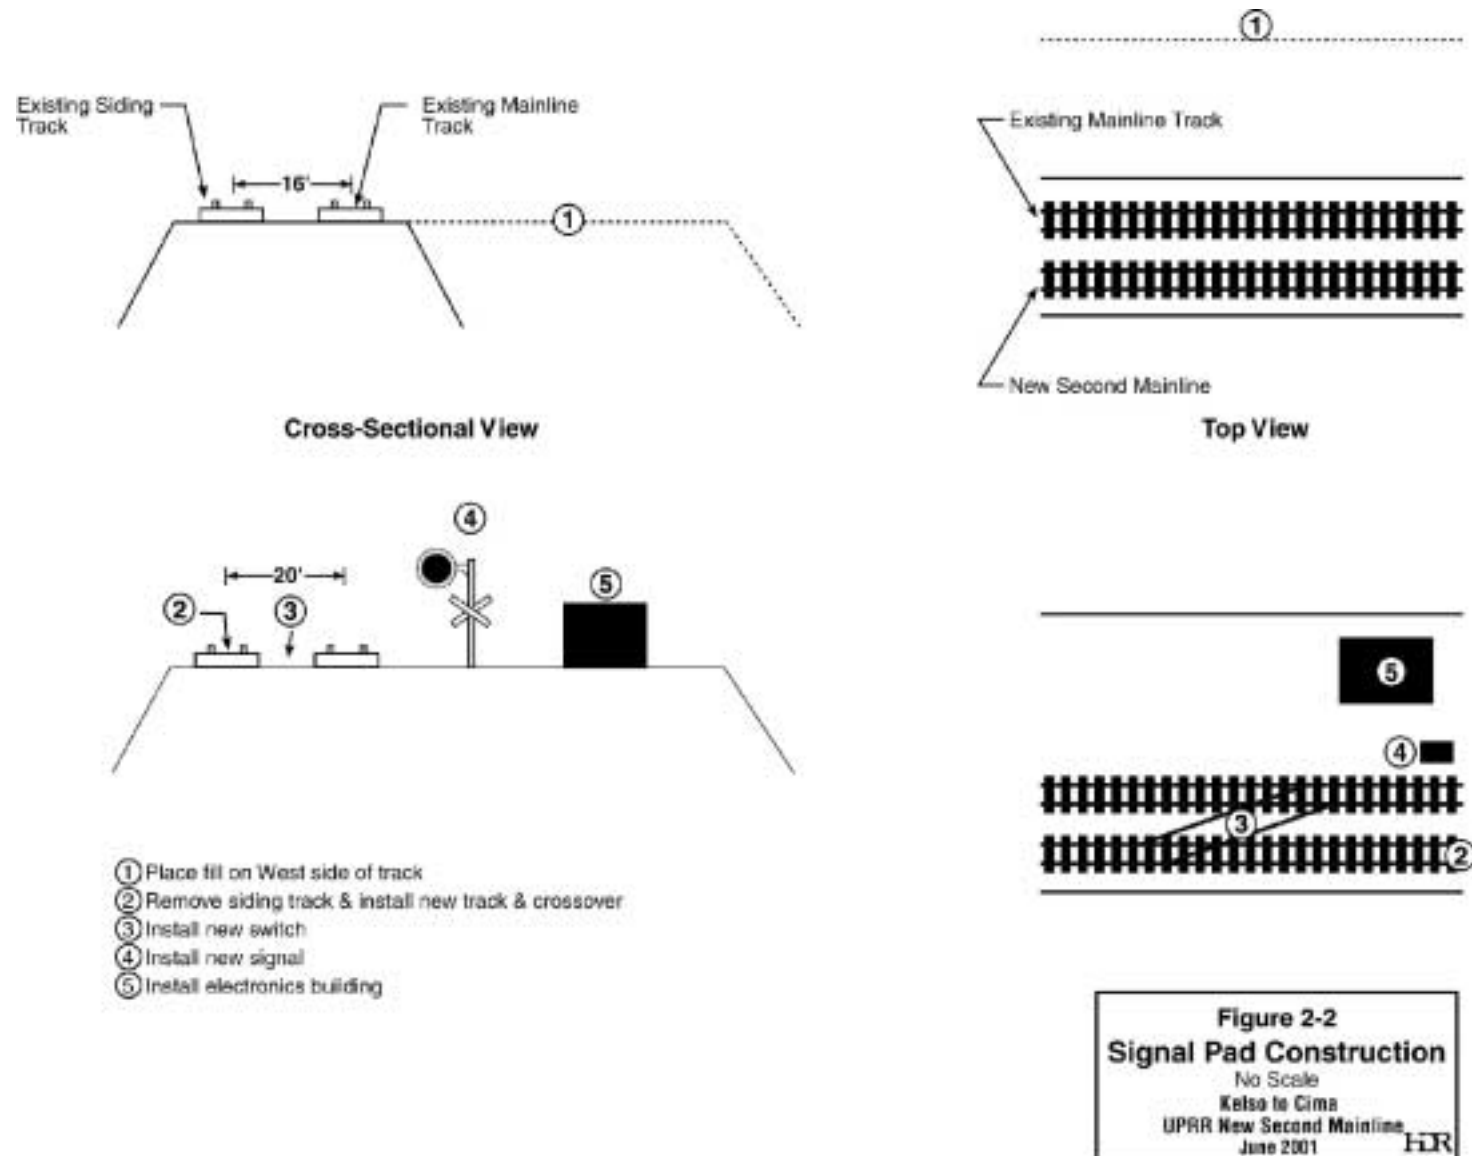 ①
Existing Siding
Track
Existing Mainline
Track
16'
①
Existing Mainline Track
New Second Mainline
Cross-Sectional View
Top View
④
20'
⑤
②
③
⑤
④
③
②
① Place fill on West side of track
② Remove siding track & install new track & crossover
③ Install new switch
④ Install new signal
⑤ Install electronics building
Figure 2-2
Signal Pad Construction
No Scale
Kelso to Cima
UPRR New Second Mainline
June 2001
HDR